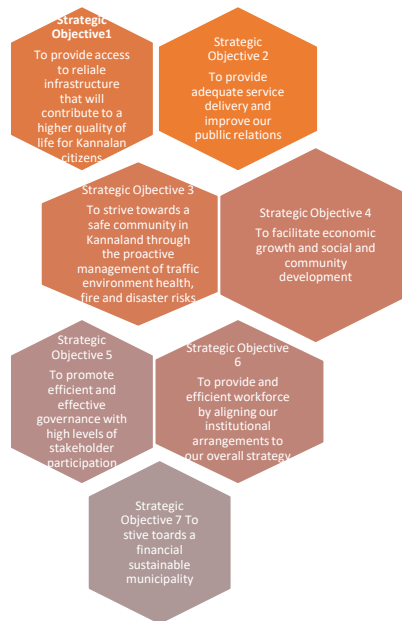 Strategic
Objective1
To provide access
to reliale
infrastructure
that will
contribute to a
higher quality of
life for Kannalan
citizens
Strategic
Objective 2
To provide
adequate service
delivery and
improve our
publlic relations
Strategic Ojbective 3
To strive towards a
safe community in
Kannaland through
the proactive
management of traffic
environment health,
fire and disaster risks
Strategic Objective 4
To facilitate economic
growth and social and
community
development
Strategic
Objective 5
To promote
efficient and
effective
governance with
high levels of
stakeholder
participation
Strategic Objective
6
To provide and
efficient workforce
by aligning our
institutional
arrangements to
our overall strategy
Strategic
Objective 7 To
stive toards a
financial
sustainable
municipality